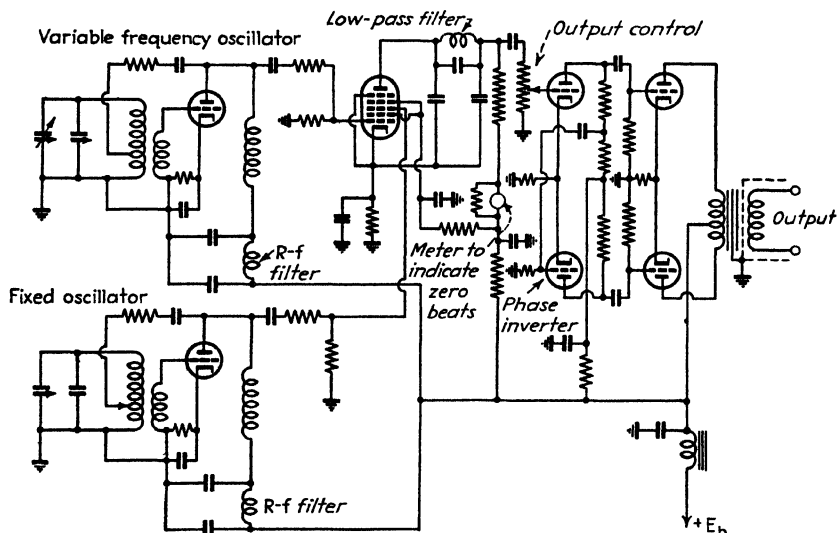 Low-pass filter
Variable frequency oscillator
Output control
R-f
filter
Meter to
indicate
zero
beats
Phase
inverter
Output
Fixed oscillator
R-f filter
+E_b